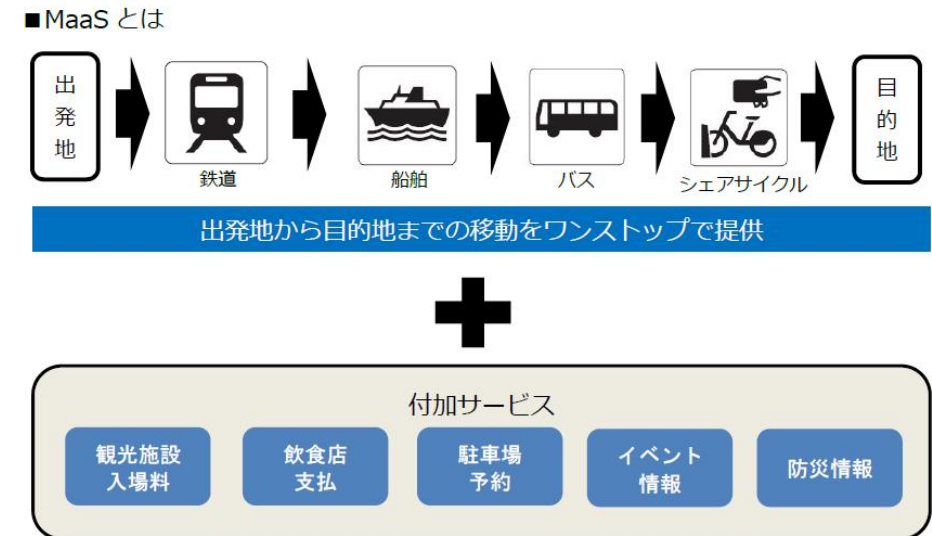 ■MaaS とは
出発地
鉄道
船舶
バス
シェアサイクル
目的地
出発地から目的地までの移動をワンストップで提供
付加サービス
観光施設
入場料
飲食店
支払
駐車場
予約
イベント
情報
防災情報